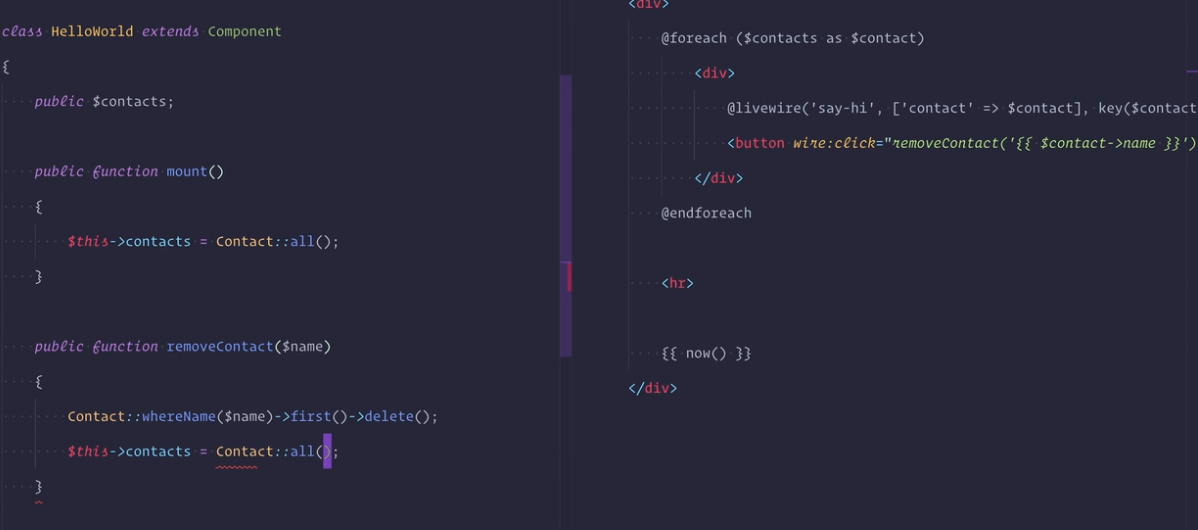 class HelloWorld extends Component
{
public $contacts;
public function mount()
{
$this->contacts = Contact::all();
}
public function removeContact($name)
{
Contact::whereName($name)->first()->delete();
$this->contacts = Contact::all();
}
<div>
@foreach ($contacts as $contact)
<div>
@livewire('say-hi', ['contact' => $contact], key($contact
<button wire:click="removeContact('{{ $contact->name }}')
</div>
@endforeach
<hr>
{{ now() }}
</div>